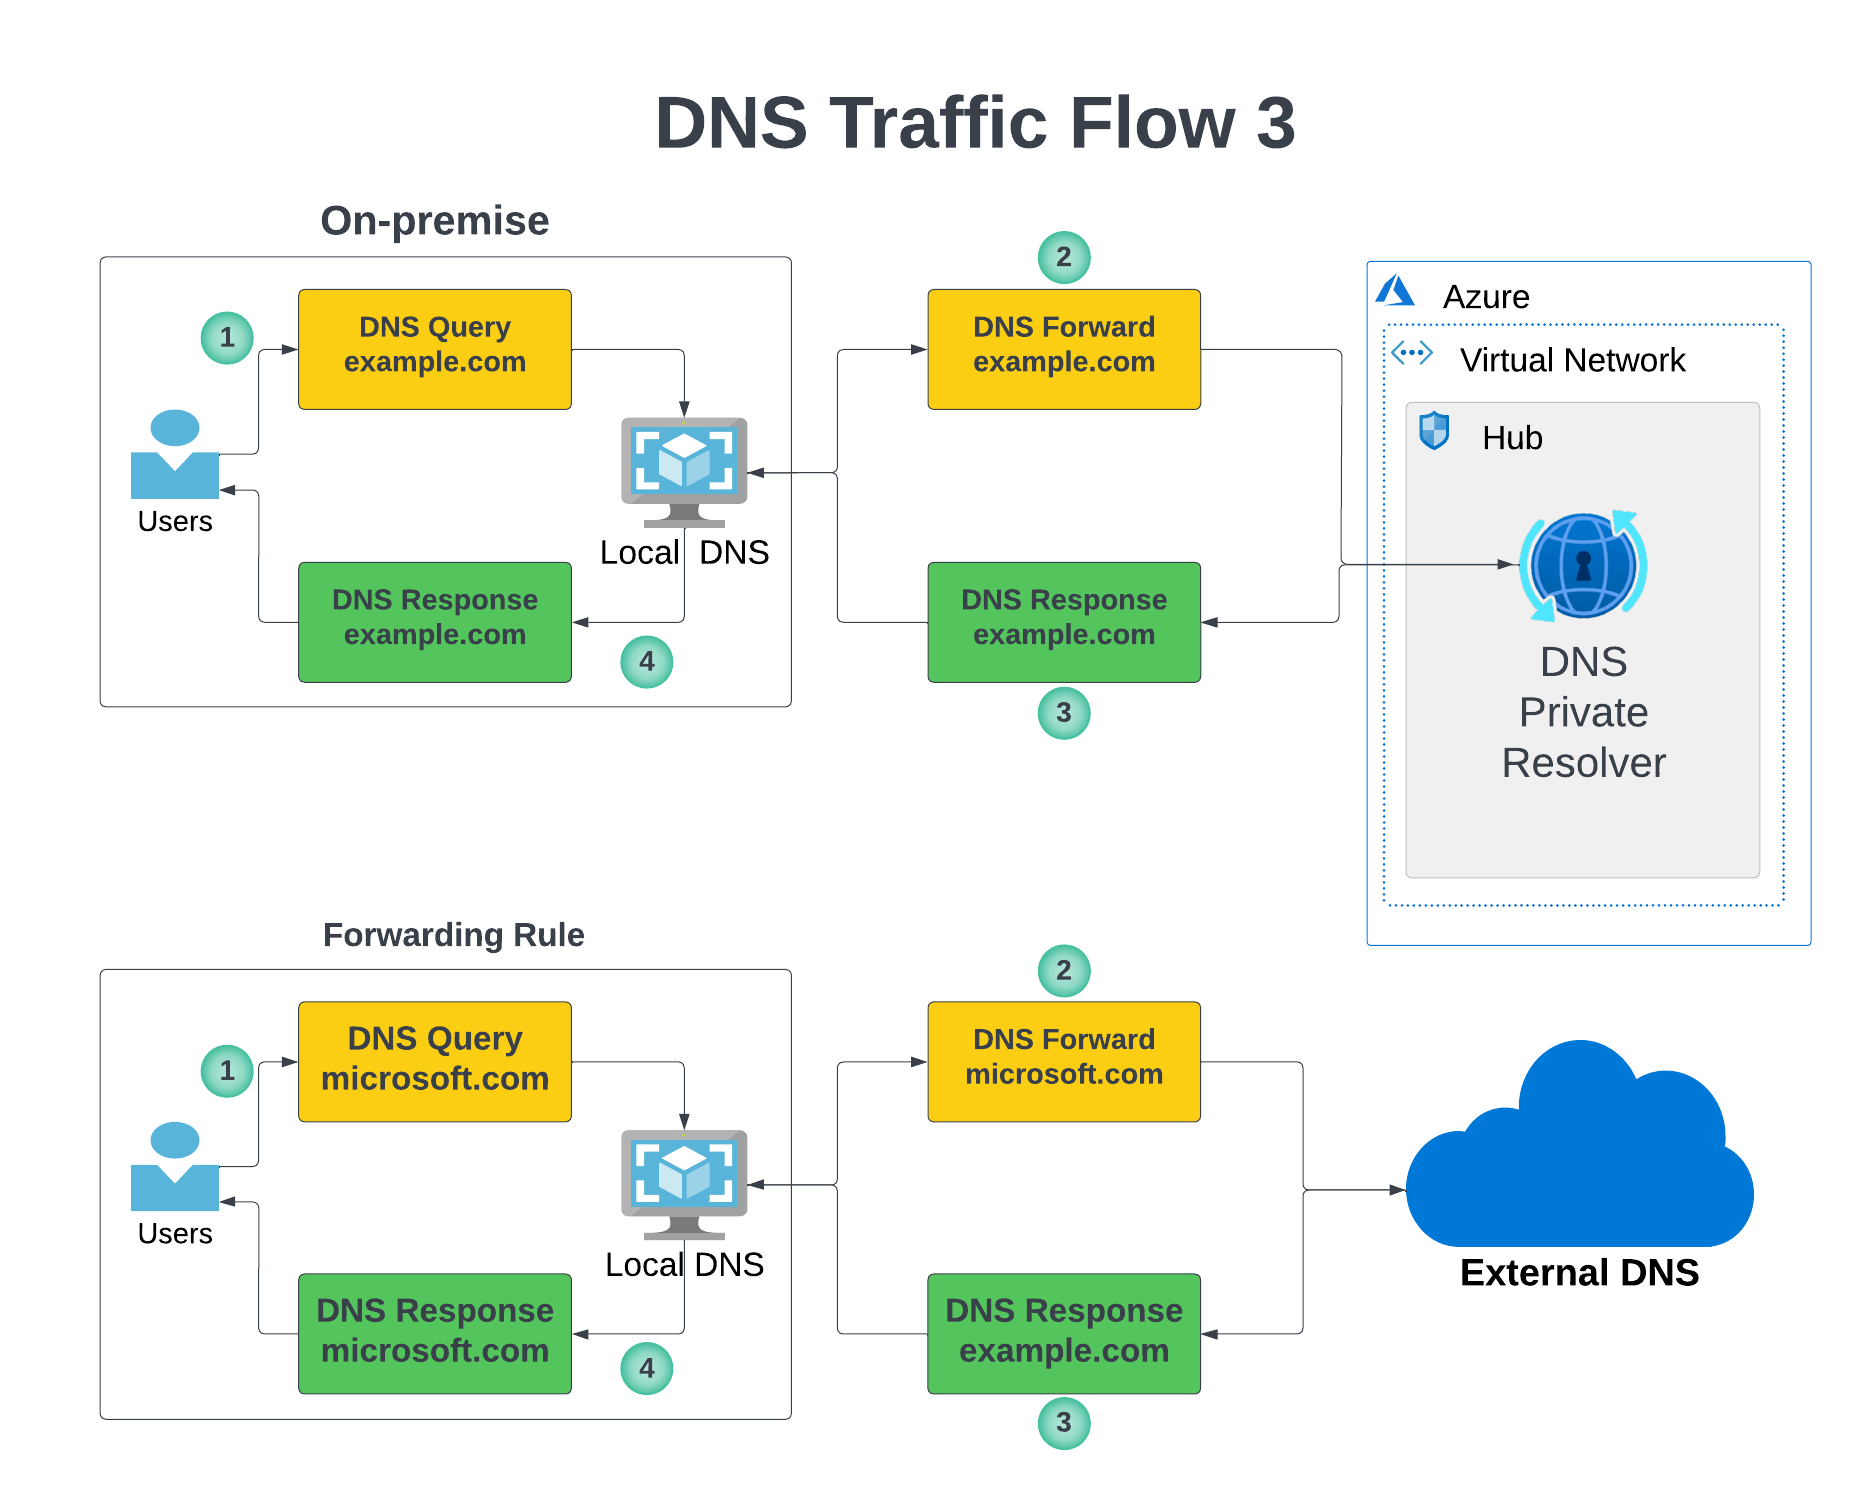 DNS Traffic Flow 3
On-premise
1
DNS Query
example.com
Users
Local DNS
DNS Response
example.com
4
2
DNS Forward
example.com
DNS Response
example.com
3
Azure
Virtual Network
Hub
DNS
Private
Resolver
Forwarding Rule
1
DNS Query
microsoft.com
Users
Local DNS
DNS Response
microsoft.com
4
2
DNS Forward
microsoft.com
DNS Response
example.com
3
External DNS